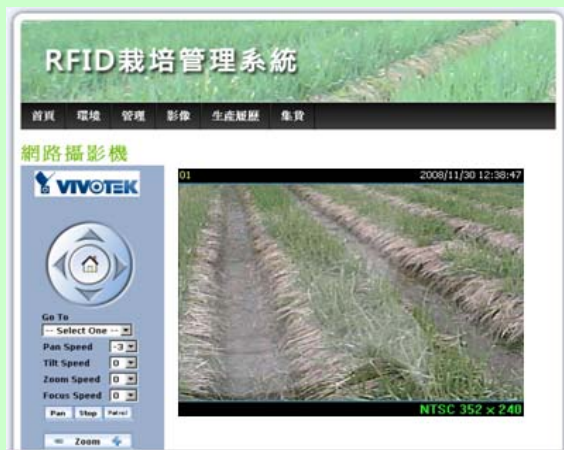 RFID栽培管理系統
首頁 環境 管理 影像 生產履歷 集貨
網路攝影機
VIVOTEK
01 2008/11/30 12:38:47
Go To
-- Select One --
Pan Speed -3
Tilt Speed 0
Zoom Speed 0
Focus Speed 0
Pan Stop Patrol
Zoom
NTSC 352 x 240